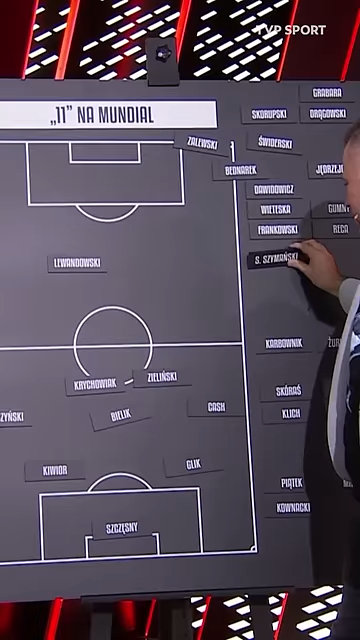 TVP SPORT
GRABARA
SKORUPSKI
DRĄGOWSKI
„11” NA MUNDIAL
ZALEWSKI
ŚWIDERSKI
BEDNAREK
DAWIDOWICZ
WIETESKA
GUMNY
FRANKOWSKI
RECA
S. SZYMAŃSKI
LEWANDOWSKI
KARBOWNIK
KRYCHOWIAK
ZIELIŃSKI
SKÓRAŚ
BIELIK
CASH
KLICH
KIWIOR
GLIK
PIĄTEK
KOWNACKI
SZCZĘSNY